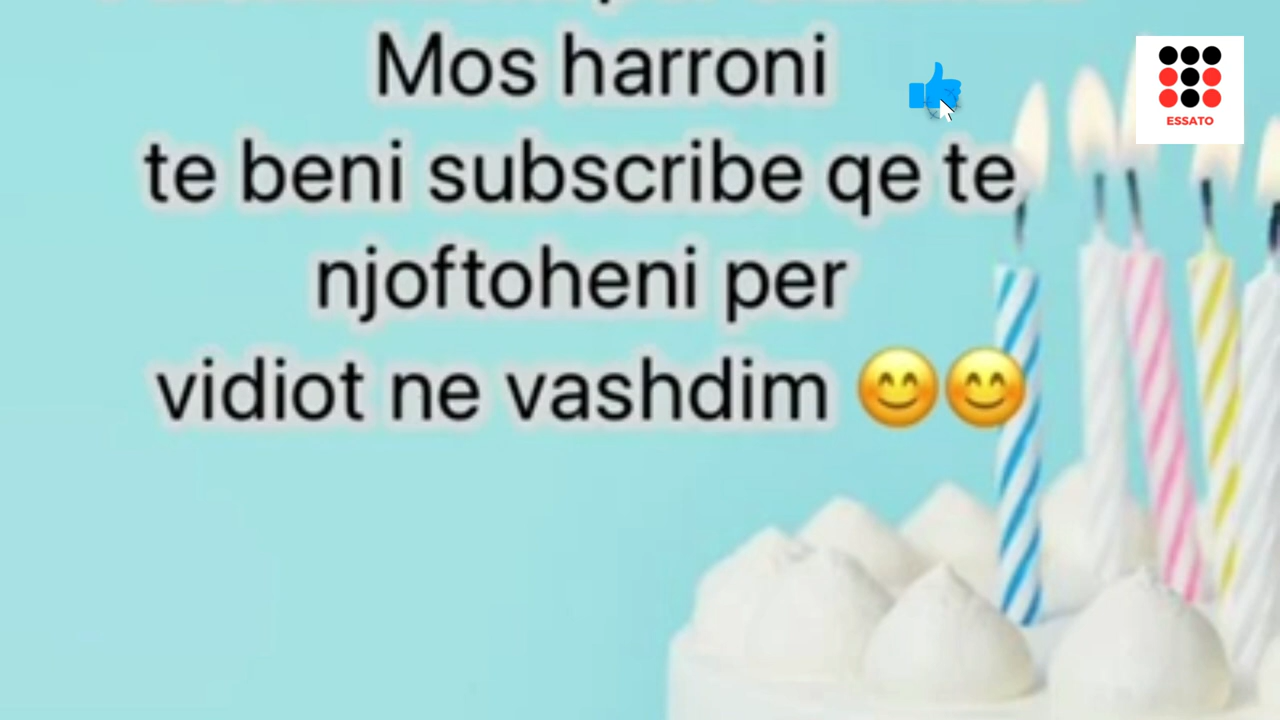 Mos harroni
te beni subscribe qe te
njoftoheni per
vidiot ne vashdim 😊😊
ESSATO